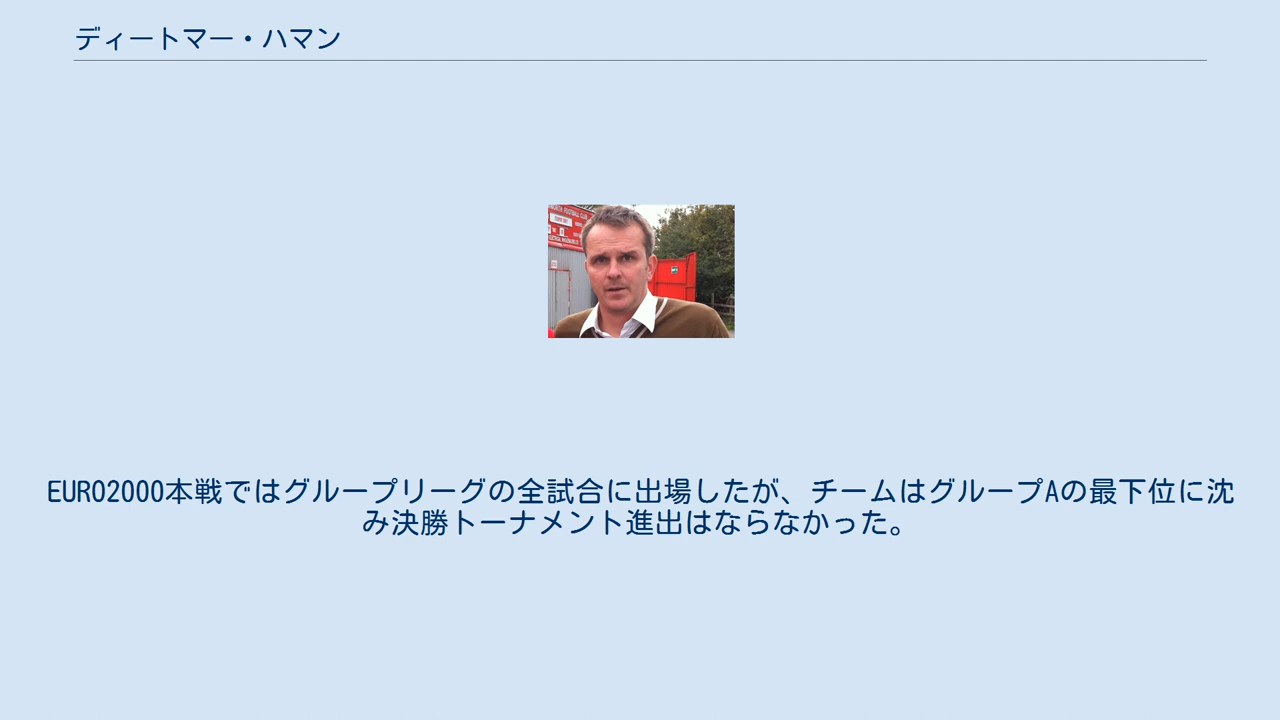 ディートマー・ハマン
EURO2000本戦ではグループリーグの全試合に出場したが、チームはグループAの最下位に沈
み決勝トーナメント進出はならなかった。